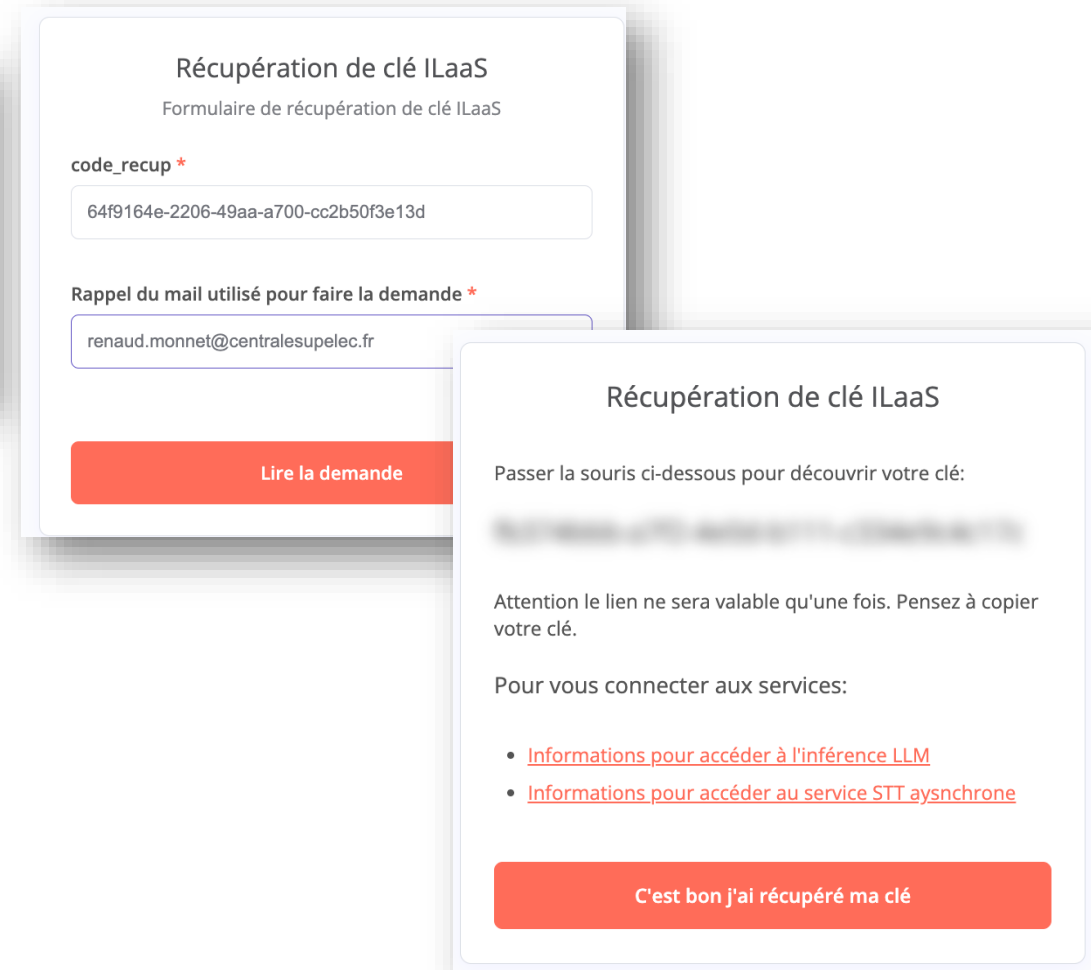 Récupération de clé ILaaS
Formulaire de récupération de clé ILaaS
code_recup *
64f9164e-2206-49aa-a700-cc2b50f3e13d
Rappel du mail utilisé pour faire la demande *
renaud.monnet@centralesupelec.fr
Lire la demande
Récupération de clé ILaaS
Passer la souris ci-dessous pour découvrir votre clé:
Attention le lien ne sera valable qu'une fois. Pensez à copier
votre clé.
Pour vous connecter aux services:
Informations pour accéder à l'inférence LLM
Informations pour accéder au service STT aysnchrone
C'est bon j'ai récupéré ma clé